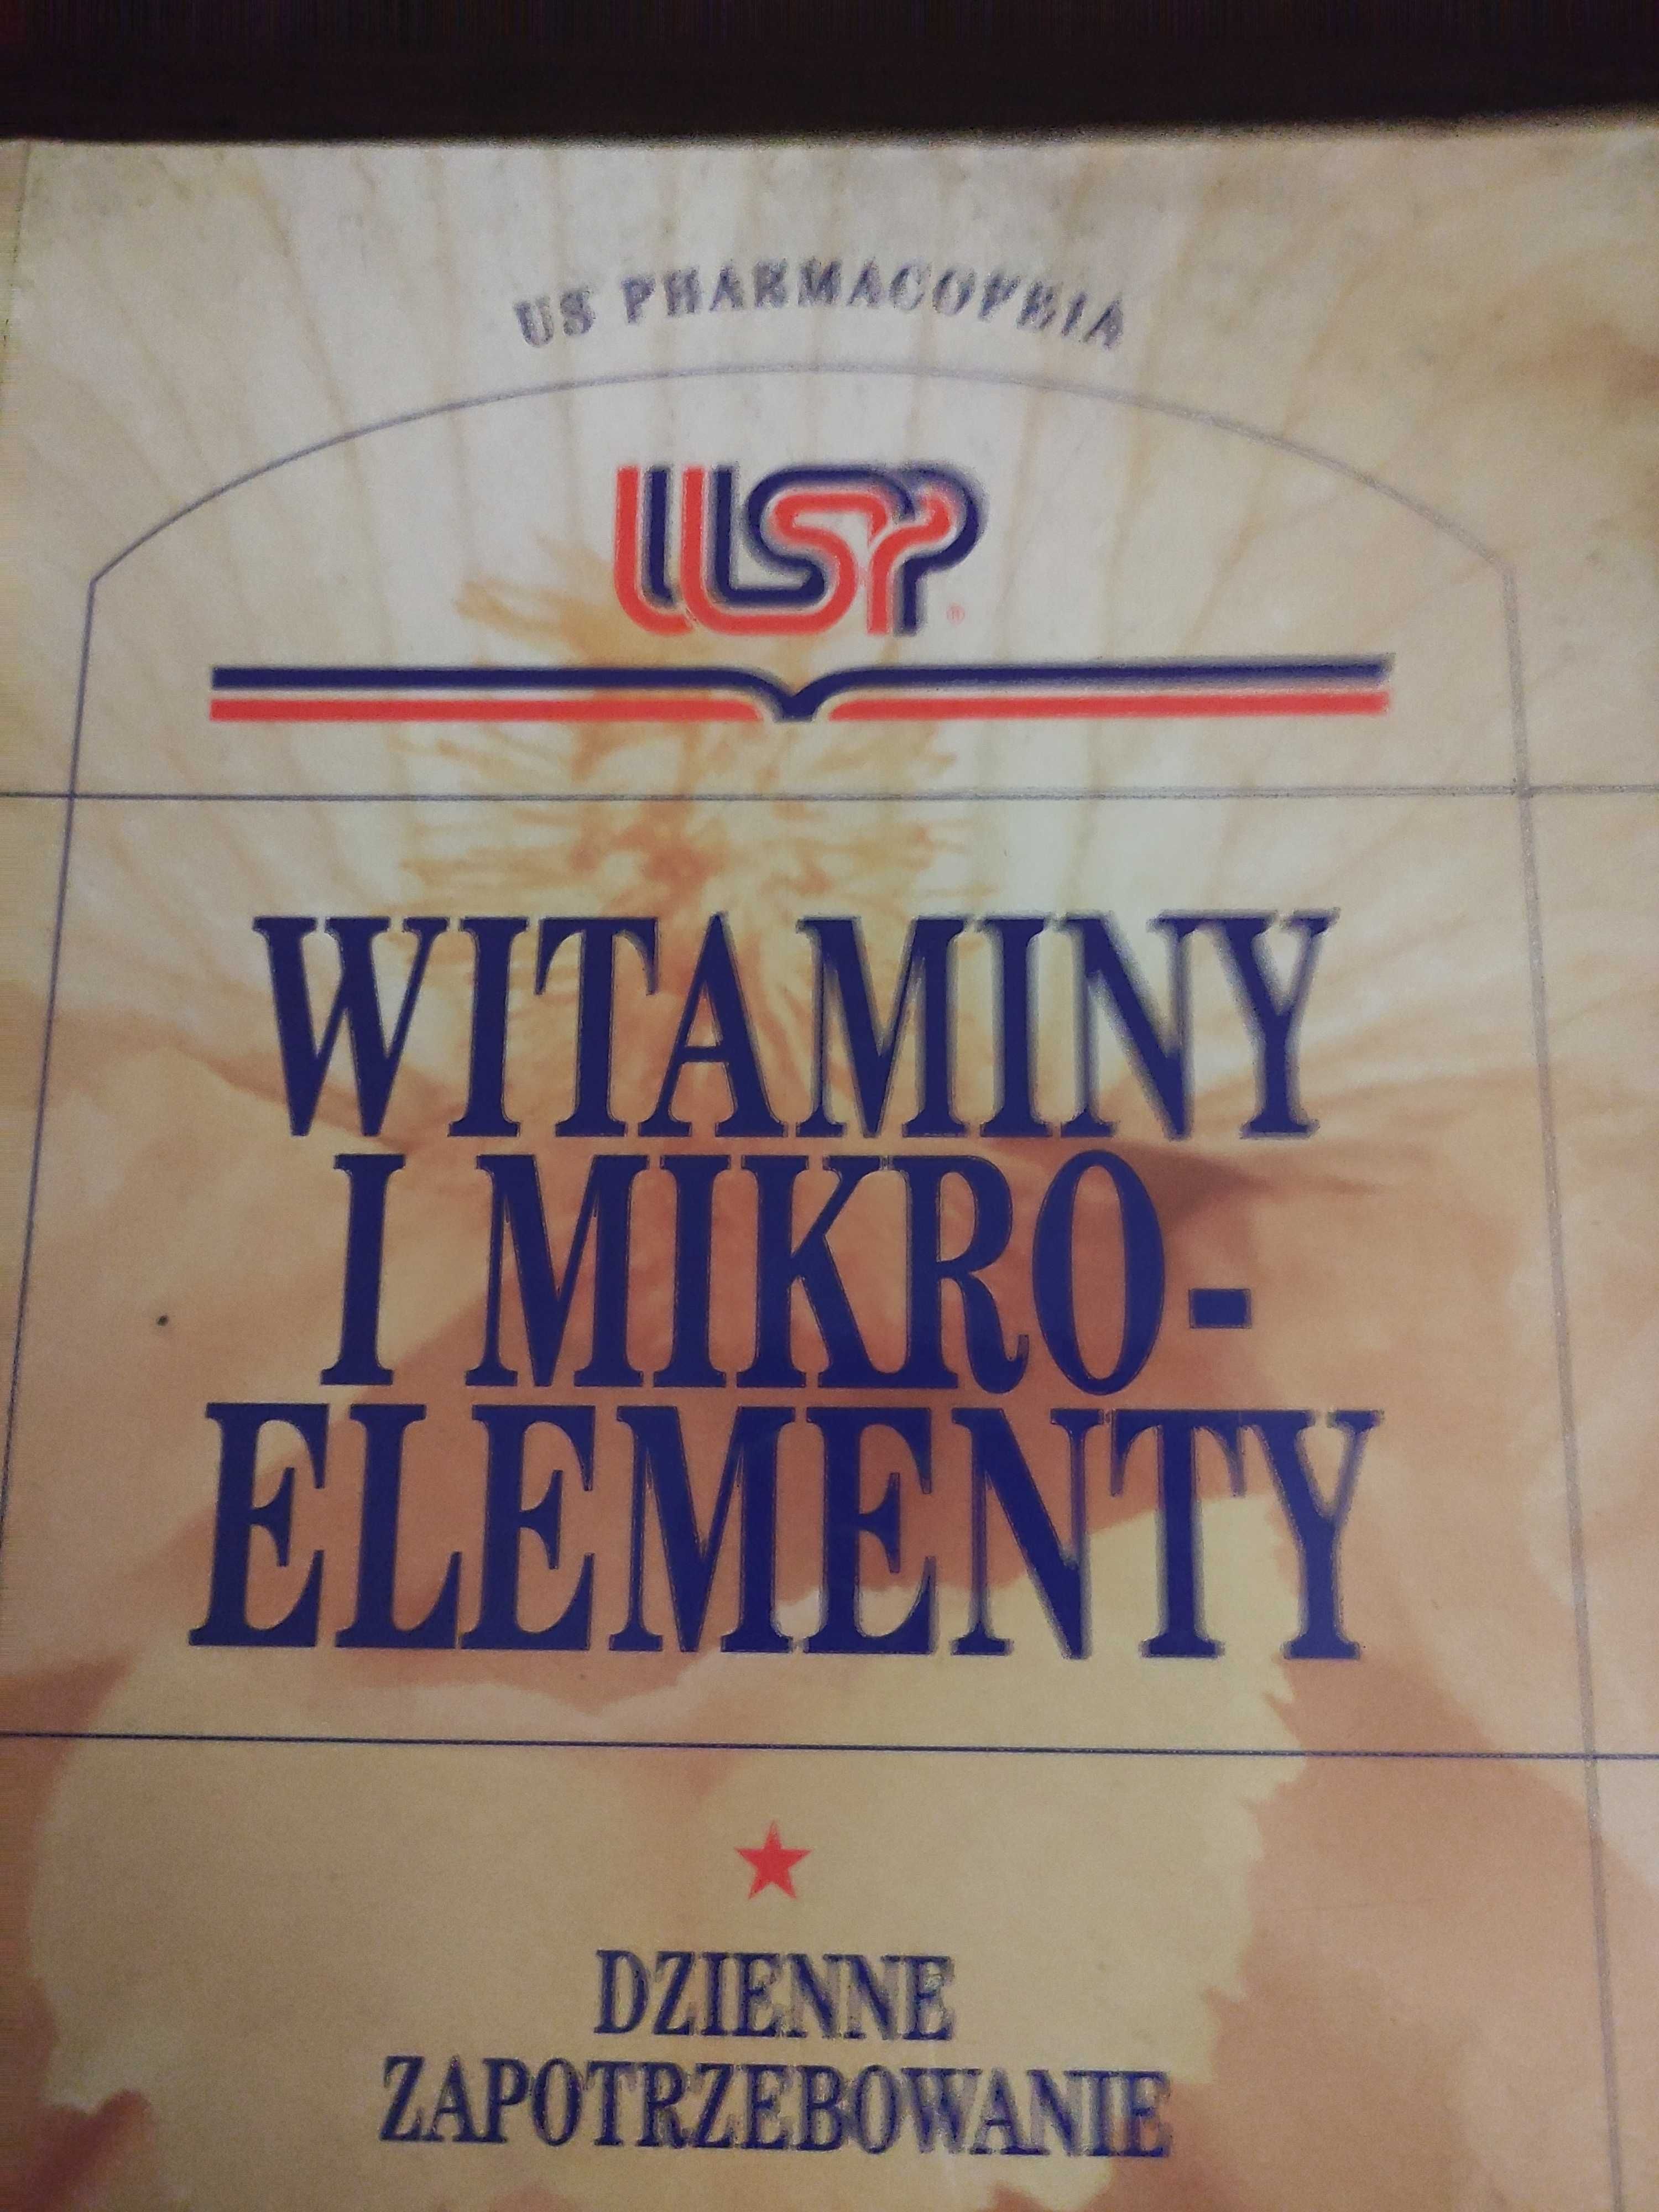 US PHARMACOPEIA
USP®
WITAMINY
I MIKRO-
ELEMENTY
DZIENNE
ZAPOTRZEBOWANIE